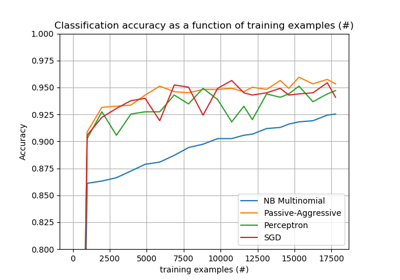 Classification accuracy as a function of training examples (#)
1.000
0.975
0.950
0.925
0.900
0.875
0.850
0.825
0.800
Accuracy
NB Multinomial
Passive-Aggressive
Perceptron
SGD
0 2500 5000 7500 10000 12500 15000 17500
training examples (#)